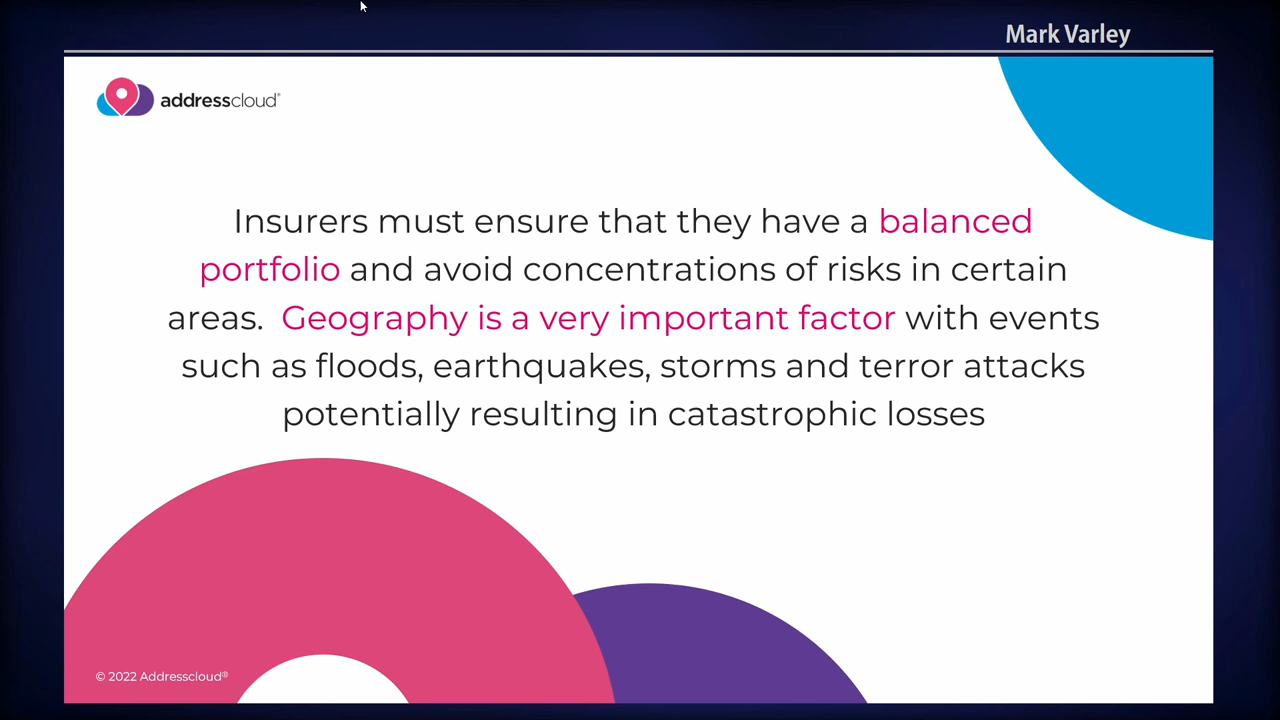 Mark Varley
addresscloud®
Insurers must ensure that they have a balanced
portfolio and avoid concentrations of risks in certain
areas.  Geography is a very important factor with events
such as floods, earthquakes, storms and terror attacks
potentially resulting in catastrophic losses
© 2022 Addresscloud®